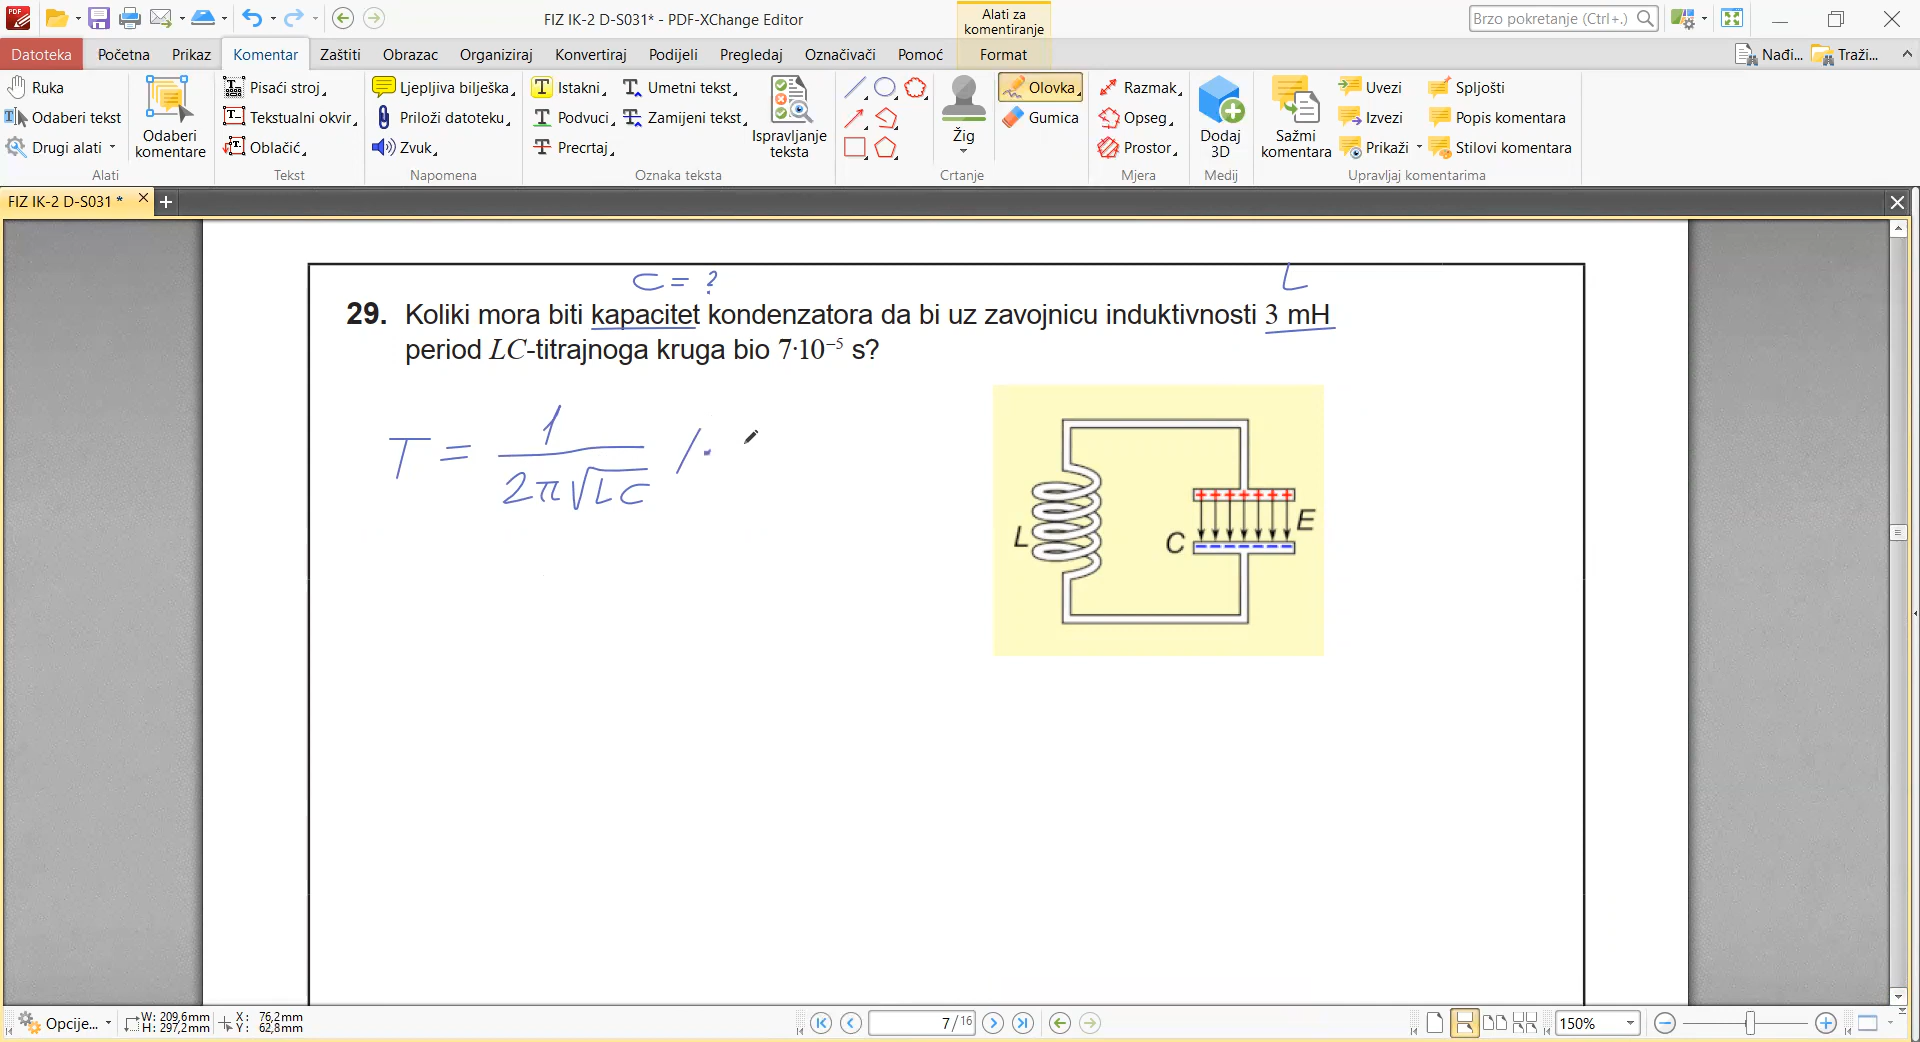 FIZ IK-2 D-S031* - PDF-XChange Editor
Alati za komentiranje
Brzo pokretanje (Ctrl+.)
Datoteka Početna Prikaz Komentar Zaštiti Obrazac Organiziraj Konvertiraj Podijeli Pregledaj Označivači Pomoć Format Nađi... Traži...
Ruka
Odaberi tekst
Drugi alati
Odaberi komentare
Alati
Pisaći stroj
Tekstualni okvir
Oblačić
Tekst
Ljepljiva bilješka
Priloži datoteku
Zvuk
Napomena
Istakni
Podvuci
Precrtaj
Umetni tekst
Zamijeni tekst
Ispravljanje teksta
Oznaka teksta
Crtanje
Žig
Olovka
Gumica
Razmak
Opseg
Prostor
Mjera
Dodaj 3D
Medij
Sažmi komentara
Uvezi
Izvezi
Prikaži
Spljošti
Popis komentara
Stilovi komentara
Upravljaj komentarima
FIZ IK-2 D-S031 *
C = ? L
29. Koliki mora biti kapacitet kondenzatora da bi uz zavojnicu induktivnosti 3 mH
period LC-titrajnoga kruga bio 7·10⁻⁵ s?
T = 1 / 2π√LC /·
L C E
Opcije... W: 209,6mm H: 297,2mm X: 76,2mm Y: 62,8mm 7/16 150%